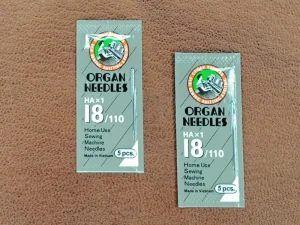 ORGAN
NEEDLES
HA×1
18/110
Home Use
Sewing
Machine
Needles
Made in Vietnam
5 pcs.
ORGAN
NEEDLES
HA×1
18/110
Home Use
Sewing
Machine
Needles
Made in Vietnam
5 pcs.